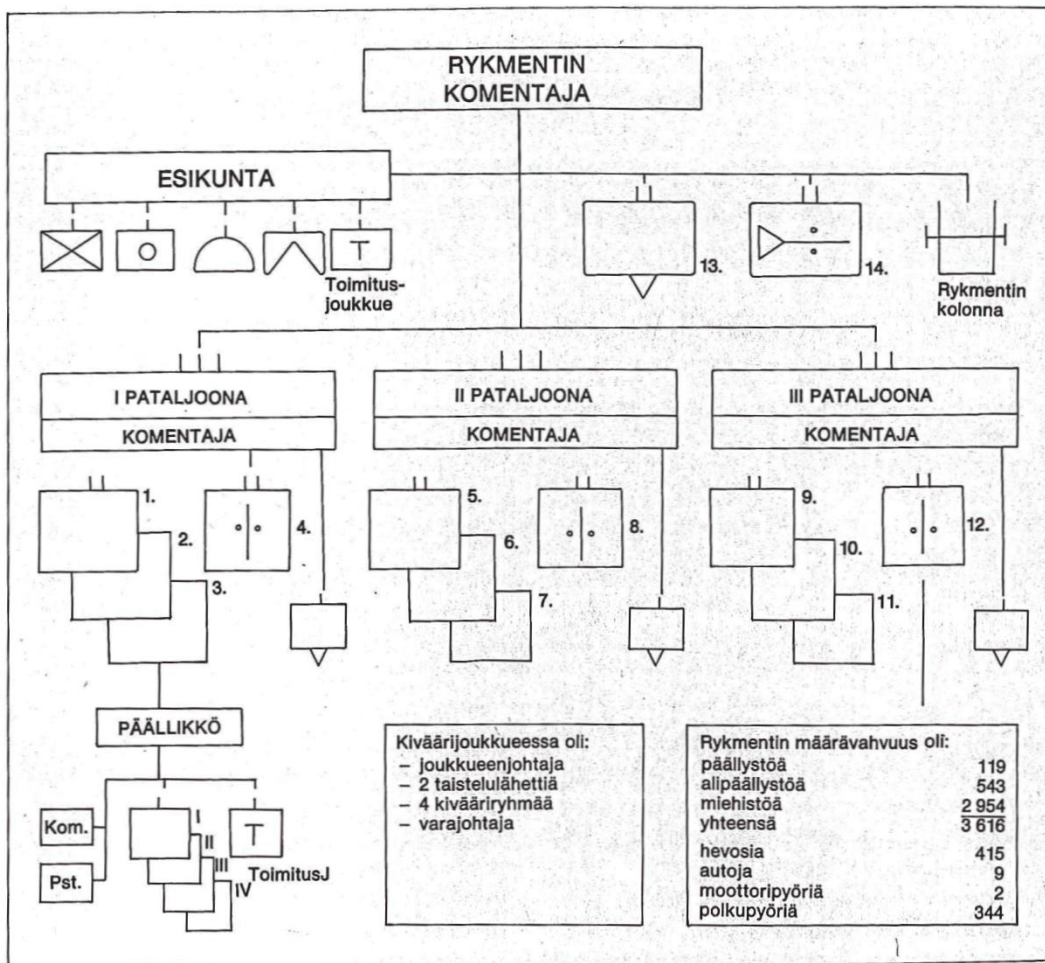 RYKMENTIN
KOMENTAJA
ESIKUNTA
T
Toimitus-
joukkue
13.
14.
Rykmentin
kolonna
I PATALJOONA
KOMENTAJA
II PATALJOONA
KOMENTAJA
III PATALJOONA
KOMENTAJA
1.
2.
3.
4.
5.
6.
7.
8.
9.
10.
11.
12.
PÄÄLLIKKÖ
Kom.
Pst.
I
II
III
IV
T
ToimitusJ
Kiväärijoukkueessa oli:
– joukkueenjohtaja
– 2 taistelulähettiä
– 4 kivääriryhmää
– varajohtaja
Rykmentin määrävahvuus oli:
päällystöä 119
alipäällystöä 543
miehistöä 2 954
yhteensä 3 616
hevosia 415
autoja 9
moottoripyöriä 2
polkupyöriä 344